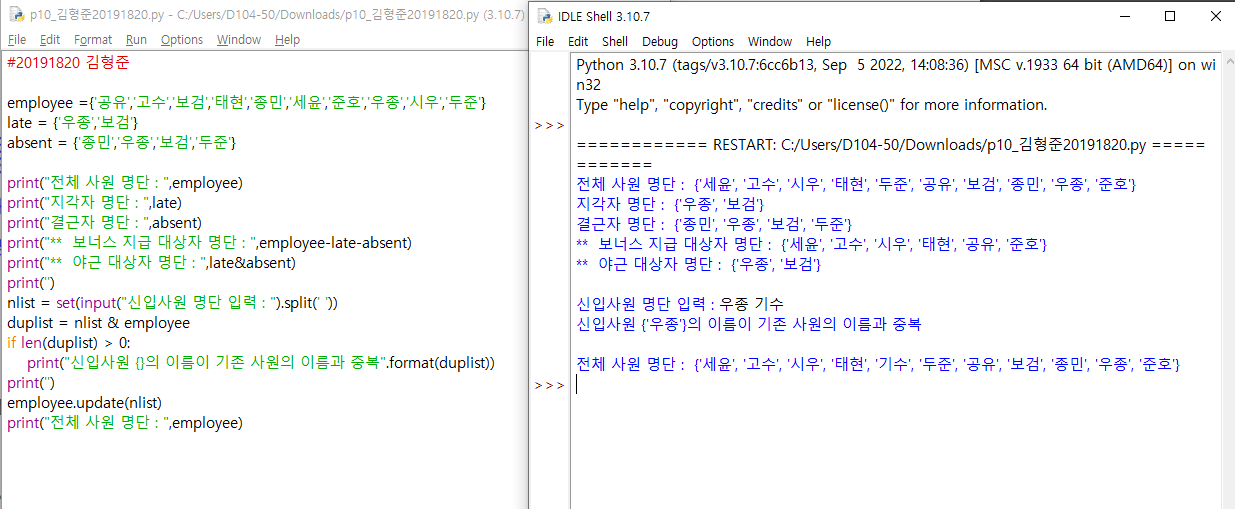 p10_김형준20191820.py - C:/Users/D104-50/Downloads/p10_김형준20191820.py (3.10.7)
File Edit Format Run Options Window Help
#20191820 김형준
employee ={'공유','고수','보검','태현','종민','세윤','준호','우종','시우','두준'}
late = {'우종','보검'}
absent = {'종민','우종','보검','두준'}
print("전체 사원 명단 : ",employee)
print("지각자 명단 : ",late)
print("결근자 명단 : ",absent)
print("** 보너스 지급 대상자 명단 : ",employee-late-absent)
print("** 야근 대상자 명단 : ",late&absent)
print('')
nlist = set(input("신입사원 명단 입력 : ").split(' '))
duplist = nlist & employee
if len(duplist) > 0:
print("신입사원 {}의 이름이 기존 사원의 이름과 중복".format(duplist))
print('')
employee.update(nlist)
print("전체 사원 명단 : ",employee)
IDLE Shell 3.10.7
File Edit Shell Debug Options Window Help
Python 3.10.7 (tags/v3.10.7:6cc6b13, Sep 5 2022, 14:08:36) [MSC v.1933 64 bit (AMD64)] on wi
n32
Type "help", "copyright", "credits" or "license()" for more information.
>>>
============ RESTART: C:/Users/D104-50/Downloads/p10_김형준20191820.py =====
===========
전체 사원 명단 : {'세윤', '고수', '시우', '태현', '두준', '공유', '보검', '종민', '우종', '준호'}
지각자 명단 : {'우종', '보검'}
결근자 명단 : {'종민', '우종', '보검', '두준'}
** 보너스 지급 대상자 명단 : {'세윤', '고수', '시우', '태현', '공유', '준호'}
** 야근 대상자 명단 : {'우종', '보검'}
신입사원 명단 입력 : 우종 기수
신입사원 {'우종'}의 이름이 기존 사원의 이름과 중복
전체 사원 명단 : {'세윤', '고수', '시우', '태현', '기수', '두준', '공유', '보검', '종민', '우종', '준호'}
>>>